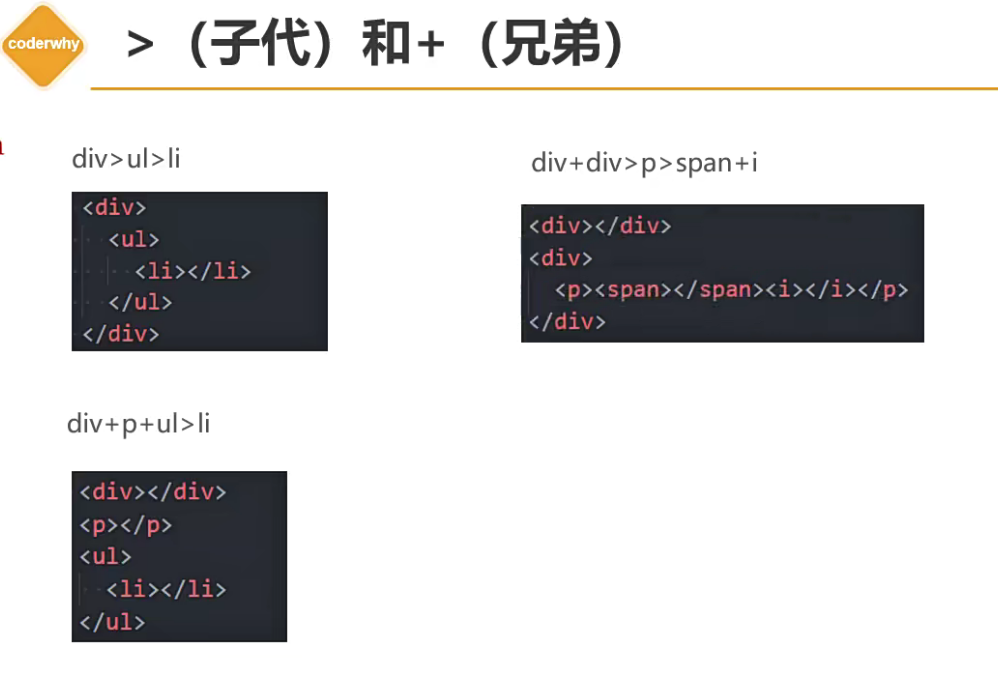 coderwhy
>（子代）和+（兄弟）
div>ul>li
<div>
<ul>
<li></li>
</ul>
</div>
div+div>p>span+i
<div></div>
<div>
<p><span></span><i></i></p>
</div>
div+p+ul>li
<div></div>
<p></p>
<ul>
<li></li>
</ul>